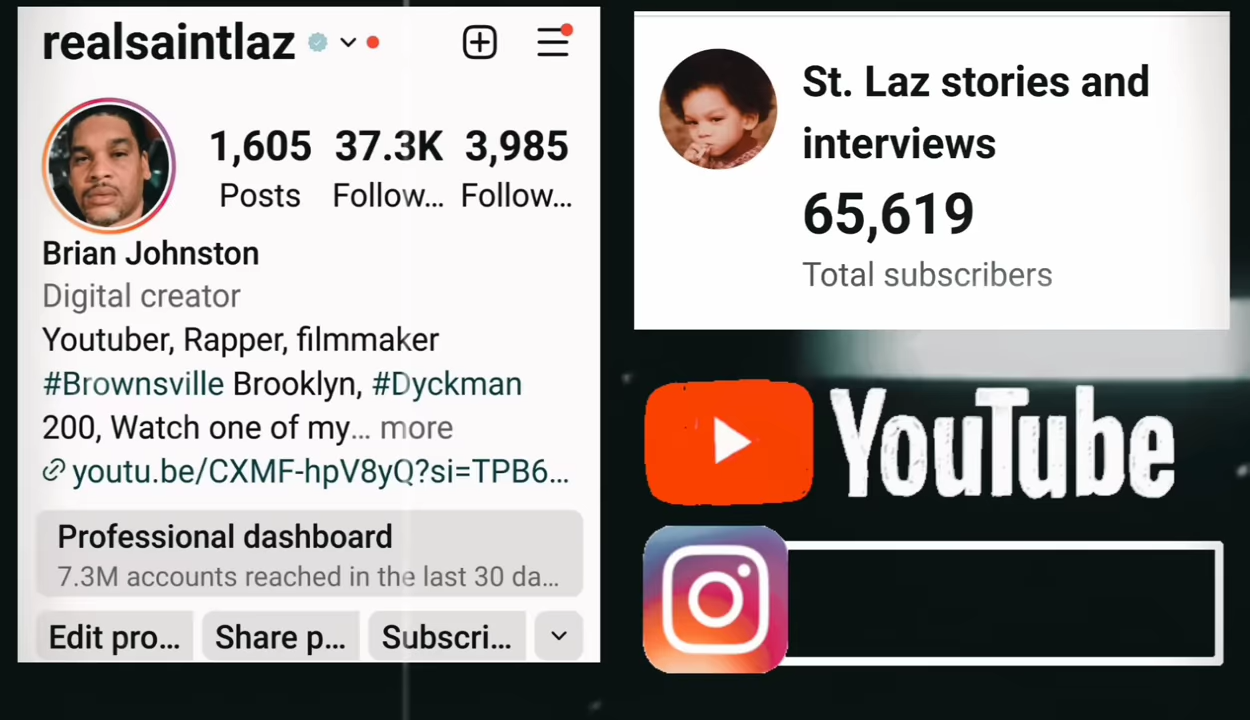 realsaintlaz
1,605 37.3K 3,985
Posts Follow... Follow...
Brian Johnston
Digital creator
Youtuber, Rapper, filmmaker
#Brownsville Brooklyn, #Dyckman
200, Watch one of my... more
youtu.be/CXMF-hpV8yQ?si=TPB6...
Professional dashboard
7.3M accounts reached in the last 30 da...
Edit pro... Share p... Subscri...
St. Laz stories and
interviews
65,619
Total subscribers
YouTube